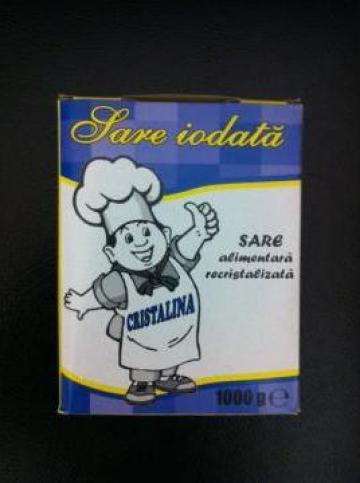 Sare iodată
SARE
alimentară
recristalizată
CRISTALINA
1000 g ℮